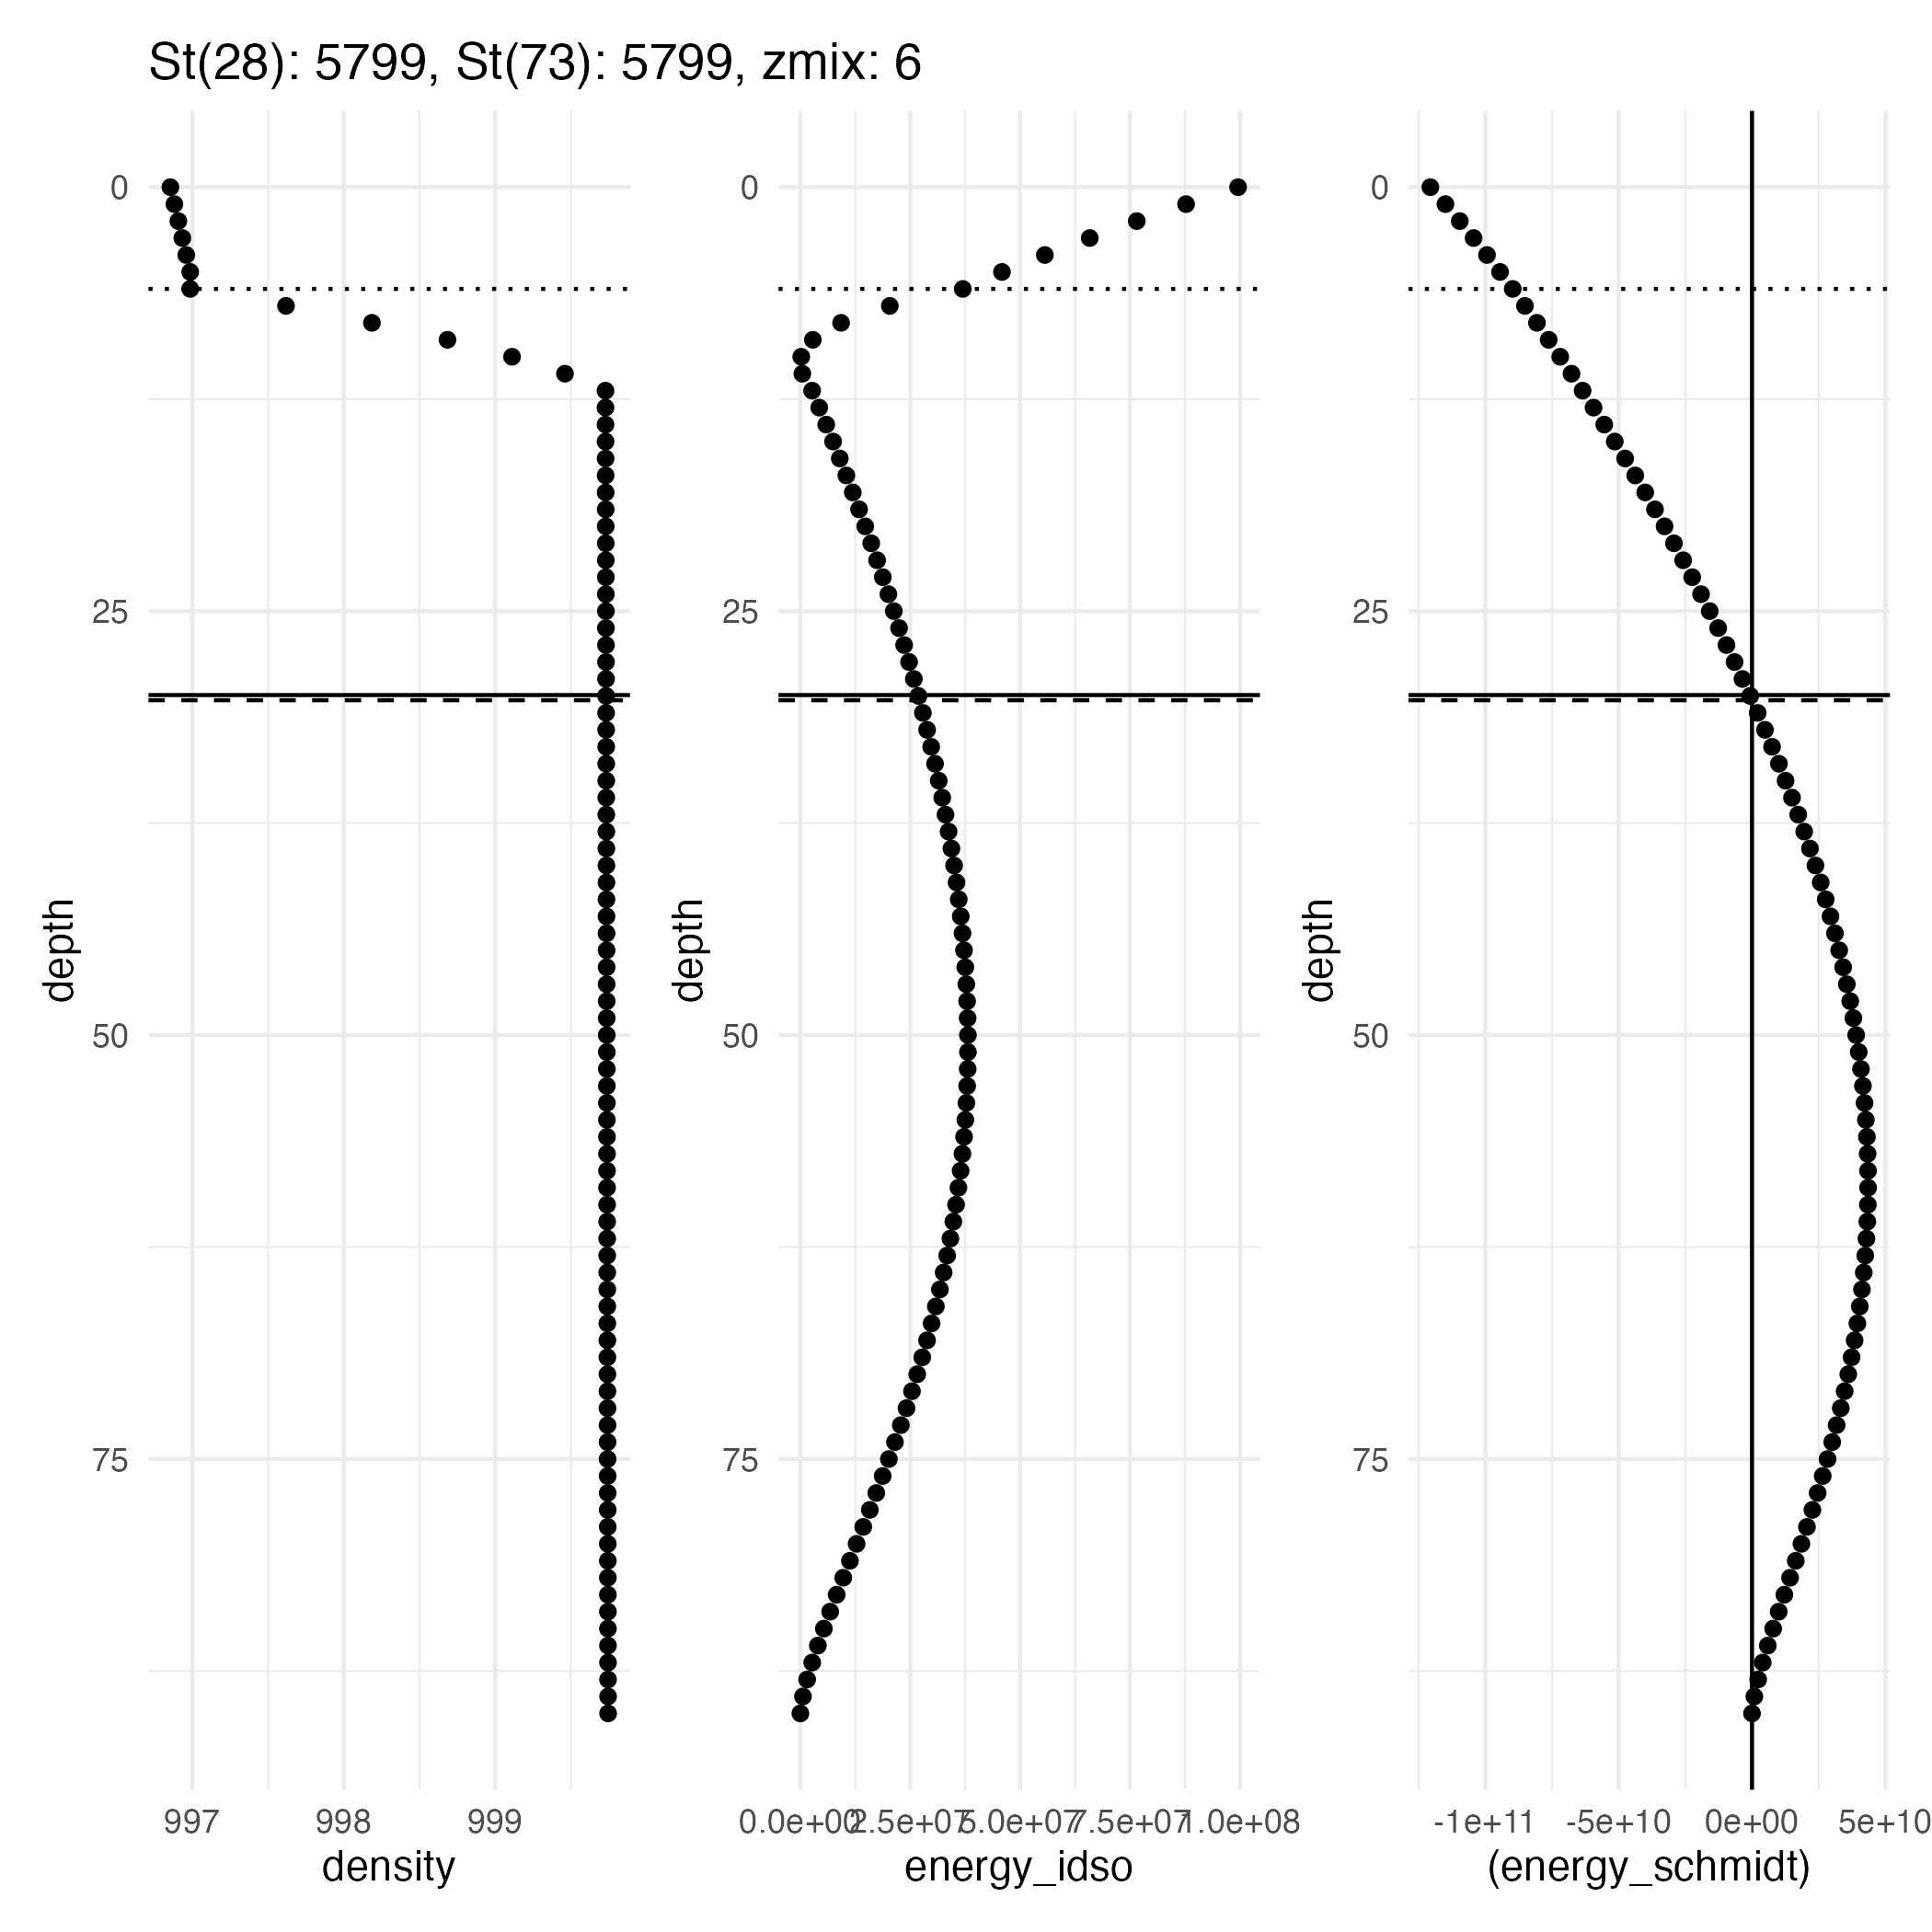 St(28): 5799, St(73): 5799, zmix: 6
0
25
50
75
depth
997 998 999
density
0
25
50
75
depth
0.0e+00 2.5e+07 5.0e+07 7.5e+07 1.0e+08
energy_idso
0
25
50
75
depth
-1e+11 -5e+10 0e+00 5e+10
(energy_schmidt)